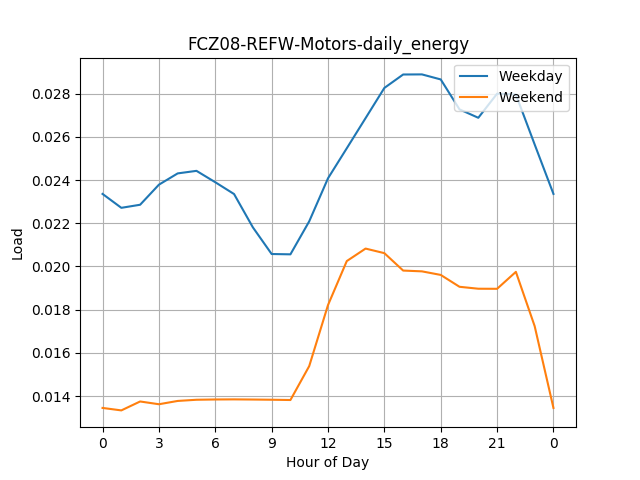 FCZ08-REFW-Motors-daily_energy
Weekday
Weekend
0.028
0.026
0.024
0.022
0.020
0.018
0.016
0.014
Load
0 3 6 9 12 15 18 21 0
Hour of Day